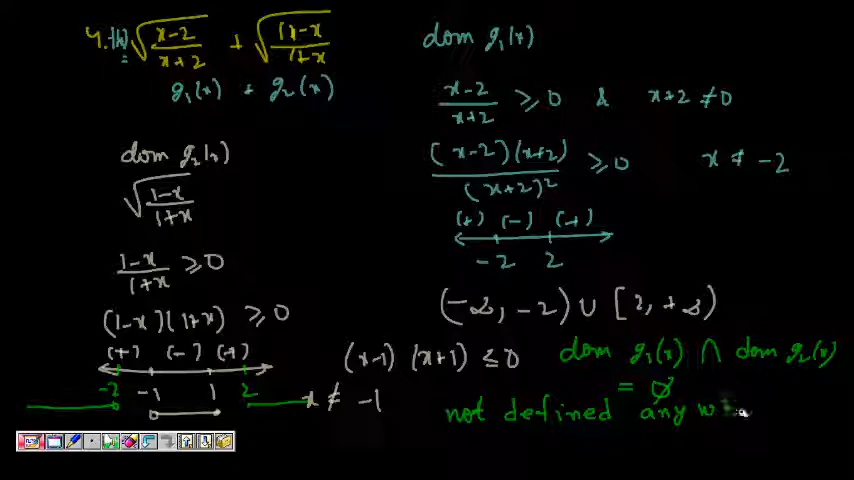 4. f(x) √((x-2)/(x+2)) + √((1-x)/(1+x))
g₁(x) + g₂(x)
dom g₂(x)
√((1-x)/(1+x))
(1-x)/(1+x) ≥ 0
(1-x)(1+x) ≥ 0
(+) (-) (+)
-2 -1 1 2
(x-1) (x+1) ≤ 0
x ≠ -1
dom g₁(x)
(x-2)/(x+2) ≥ 0 & x+2 ≠ 0
((x-2)(x+2))/((x+2)²) ≥ 0 x ≠ -2
(+) (-) (+)
-2 2
(-∞, -2) ∪ [2, +∞)
dom g₁(x) ∩ dom g₂(x)
= ∅
not defined any